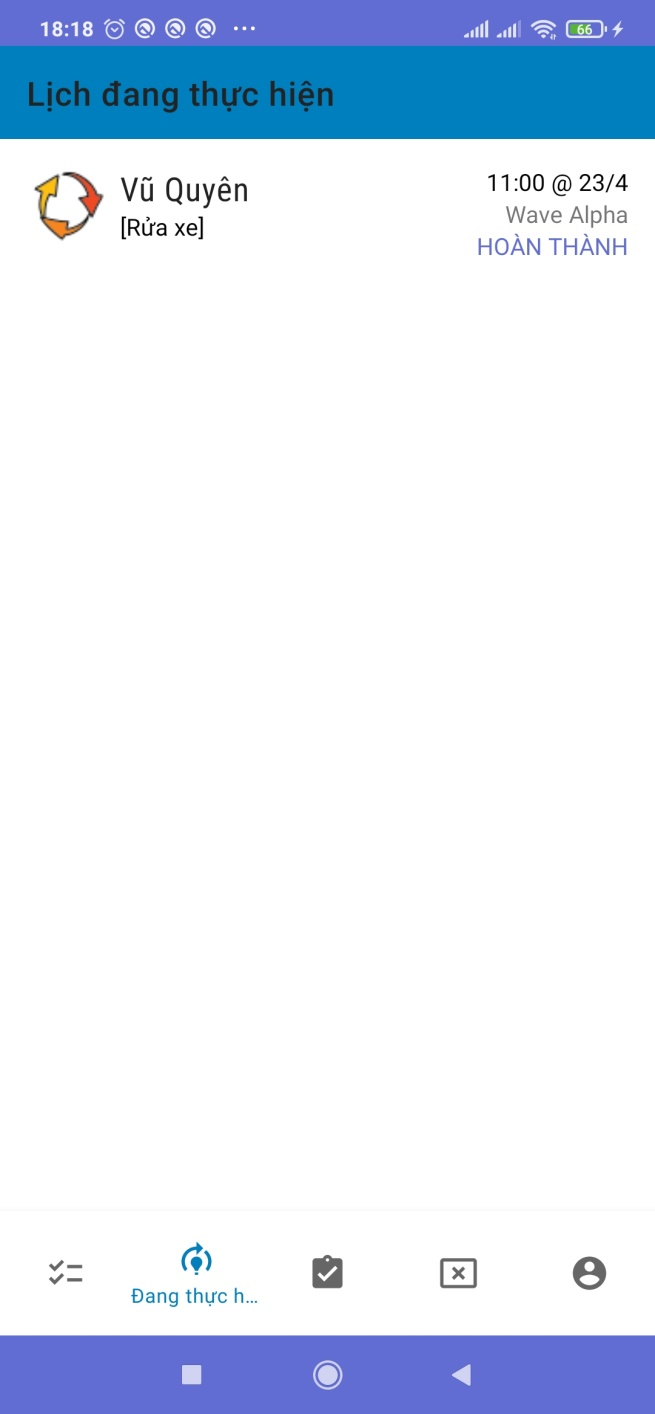 18:18
66
Lịch đang thực hiện
Vũ Quyên
[Rửa xe]
11:00 @ 23/4
Wave Alpha
HOÀN THÀNH
Đang thực h...